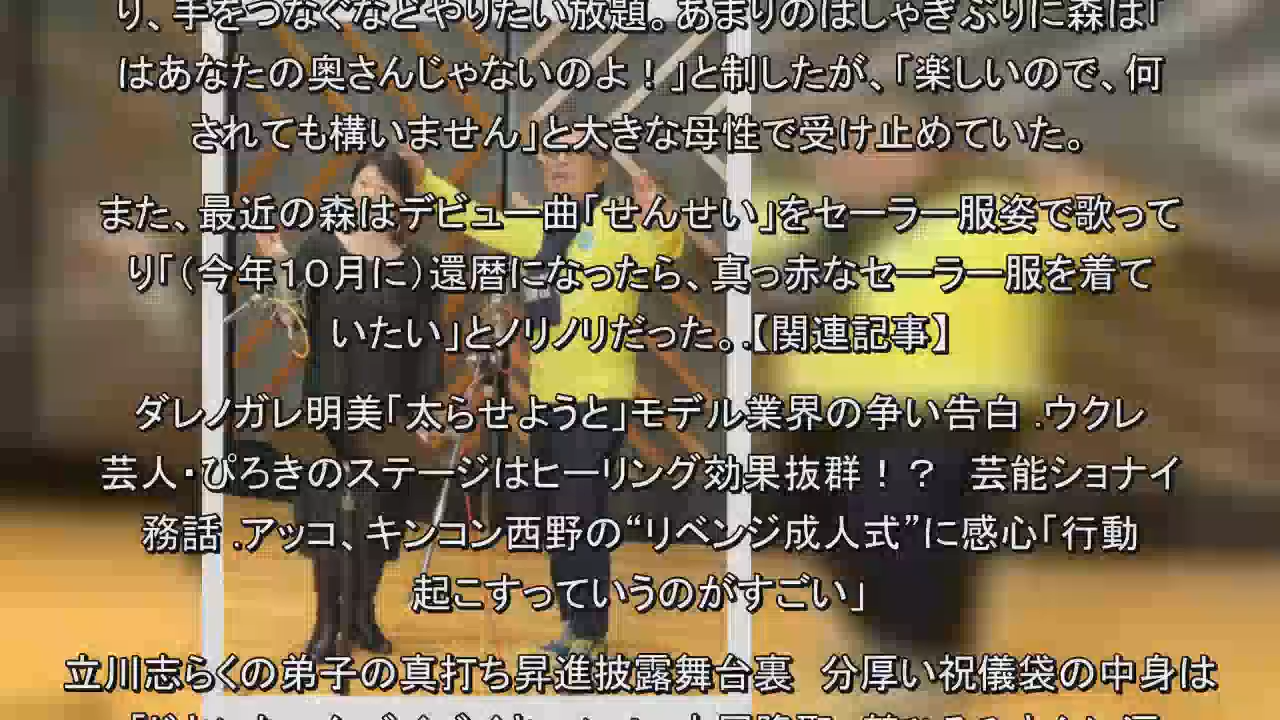 り、手をつなぐなどやりたい放題。あまりのはしゃぎぶりに森は「
はあなたの奥さんじゃないのよ！」と制したが、「楽しいので、何
されても構いません」と大きな母性で受け止めていた。
また、最近の森はデビュー曲「せんせい」をセーラー服姿で歌って
り「（今年１０月に）還暦になったら、真っ赤なセーラー服を着て
いたい」とノリノリだった。.【関連記事】
ダレノガレ明美「太らせようと」モデル業界の争い告白 .ウクレ
芸人・ぴろきのステージはヒーリング効果抜群！？　芸能ショナイ
務話 .アッコ、キンコン西野の“リベンジ成人式”に感心「行動
起こすっていうのがすごい」
立川志らくの弟子の真打ち昇進披露舞台裏　分厚い祝儀袋の中身は